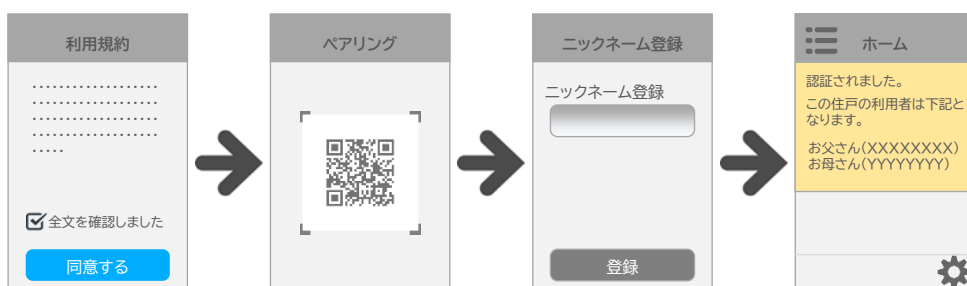 利用規約
全文を確認しました
同意する
ペアリング
ニックネーム登録
ニックネーム登録
登録
ホーム
認証されました。
この住戸の利用者は下記と
なります。
お父さん(XXXXXXXX)
お母さん(YYYYYYYY)